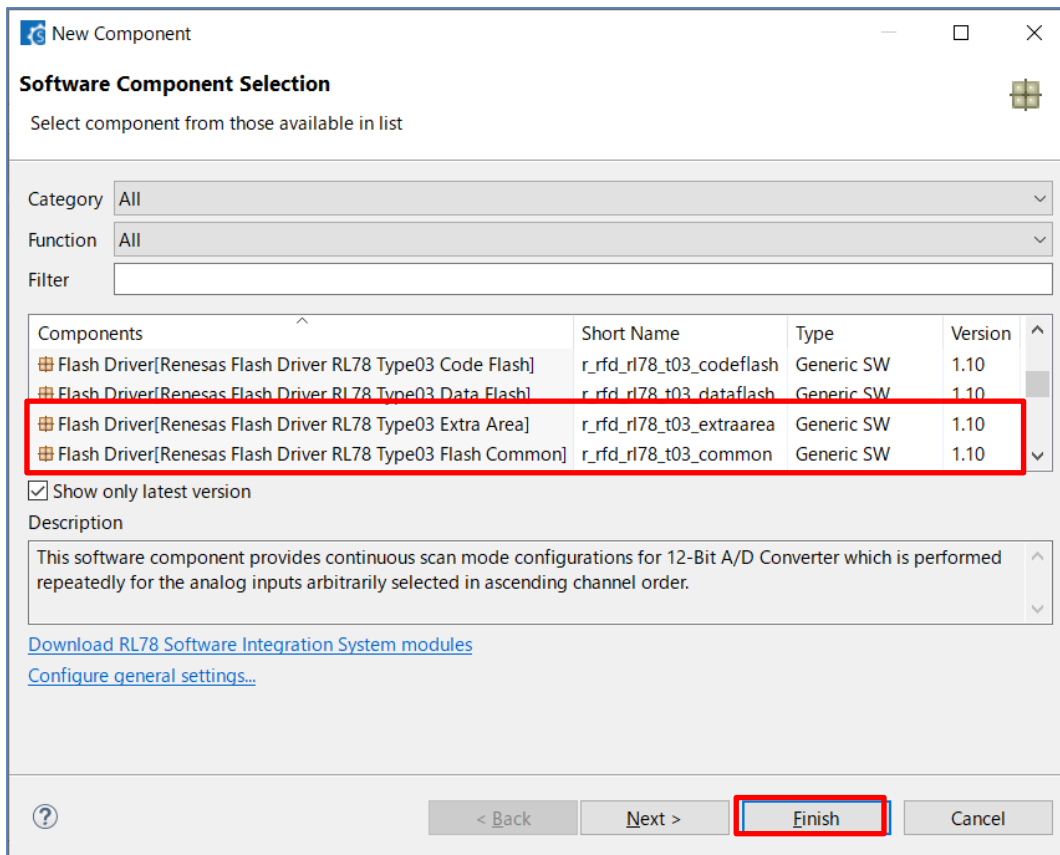 New Component
Software Component Selection
Select component from those available in list
Category All
Function All
Filter
Components Short Name Type Version
Flash Driver[Renesas Flash Driver RL78 Type03 Code Flash] r_rfd_rl78_t03_codeflash Generic SW 1.10
Flash Driver[Renesas Flash Driver RL78 Type03 Data Flash] r_rfd_rl78_t03_dataflash Generic SW 1.10
Flash Driver[Renesas Flash Driver RL78 Type03 Extra Area] r_rfd_rl78_t03_extraarea Generic SW 1.10
Flash Driver[Renesas Flash Driver RL78 Type03 Flash Common] r_rfd_rl78_t03_common Generic SW 1.10
Show only latest version
Description
This software component provides continuous scan mode configurations for 12-Bit A/D Converter which is performed
repeatedly for the analog inputs arbitrarily selected in ascending channel order.
Download RL78 Software Integration System modules
Configure general settings...
? < Back Next > Finish Cancel